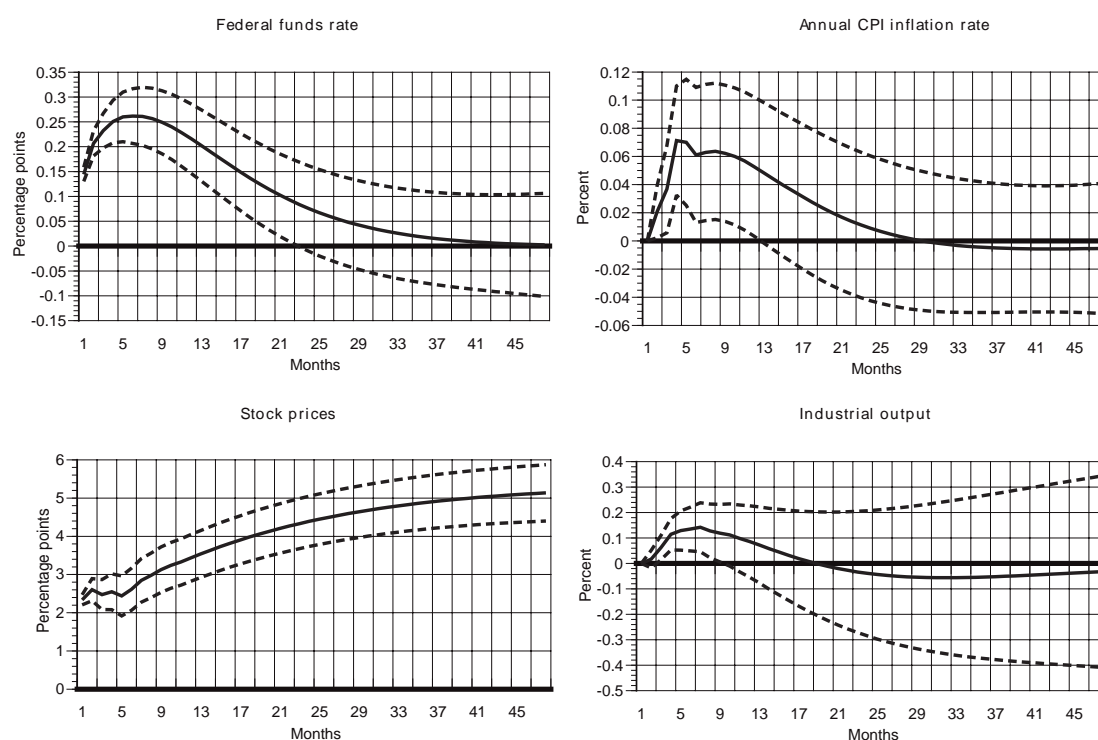 Federal funds rate
Percentage points
0.35
0.3
0.25
0.2
0.15
0.1
0.05
0
-0.05
-0.1
-0.15
1 5 9 13 17 21 25 29 33 37 41 45
Months
Annual CPI inflation rate
Percent
0.12
0.1
0.08
0.06
0.04
0.02
0
-0.02
-0.04
-0.06
1 5 9 13 17 21 25 29 33 37 41 45
Months
Stock prices
Percentage points
6
5
4
3
2
1
0
1 5 9 13 17 21 25 29 33 37 41 45
Months
Industrial output
Percent
0.4
0.3
0.2
0.1
0
-0.1
-0.2
-0.3
-0.4
-0.5
1 5 9 13 17 21 25 29 33 37 41 45
Months